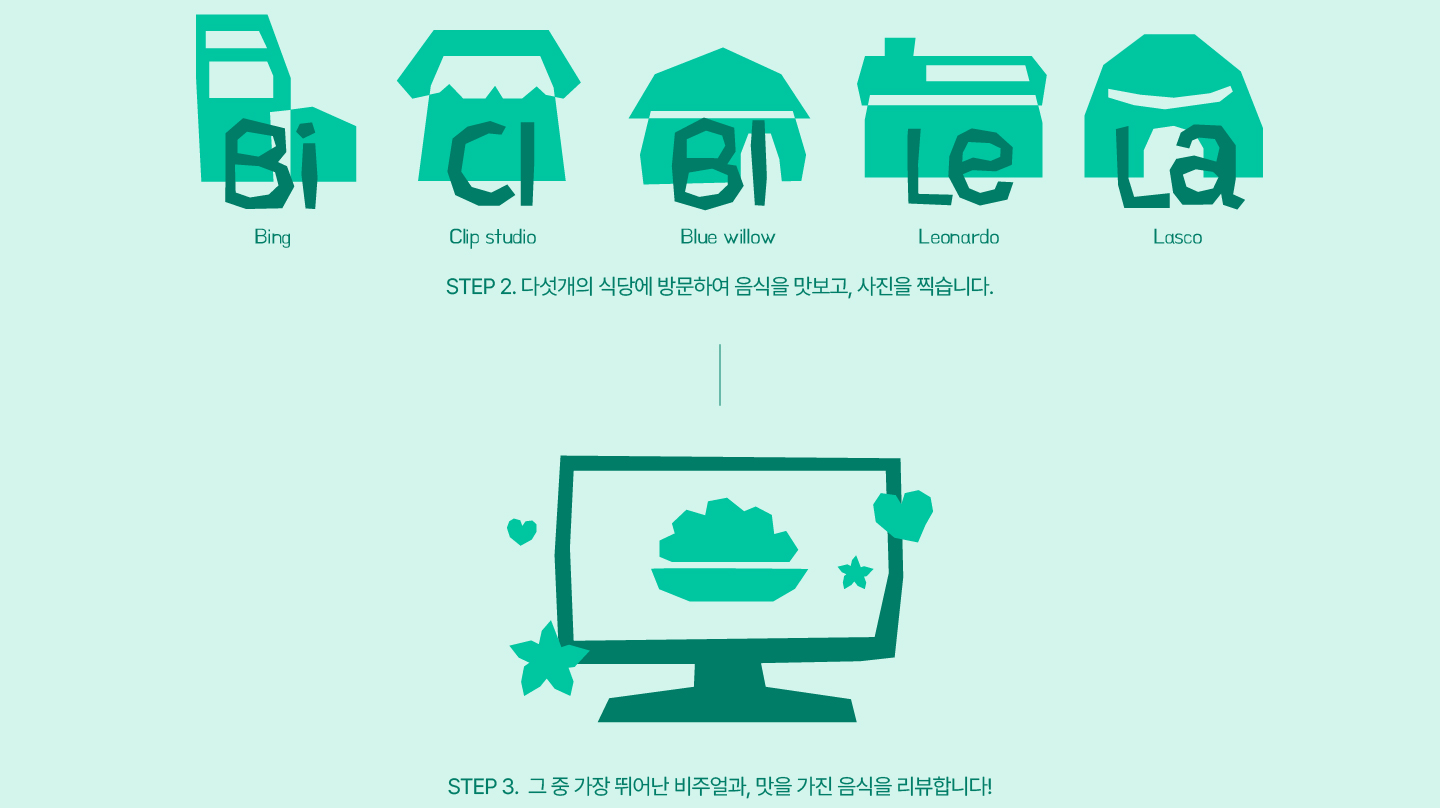 Bi Cl Bl Le La
Bing Clip studio Blue willow Leonardo Lasco
STEP 2. 다섯개의 식당에 방문하여 음식을 맛보고, 사진을 찍습니다.
STEP 3. 그 중 가장 뛰어난 비주얼과, 맛을 가진 음식을 리뷰합니다!